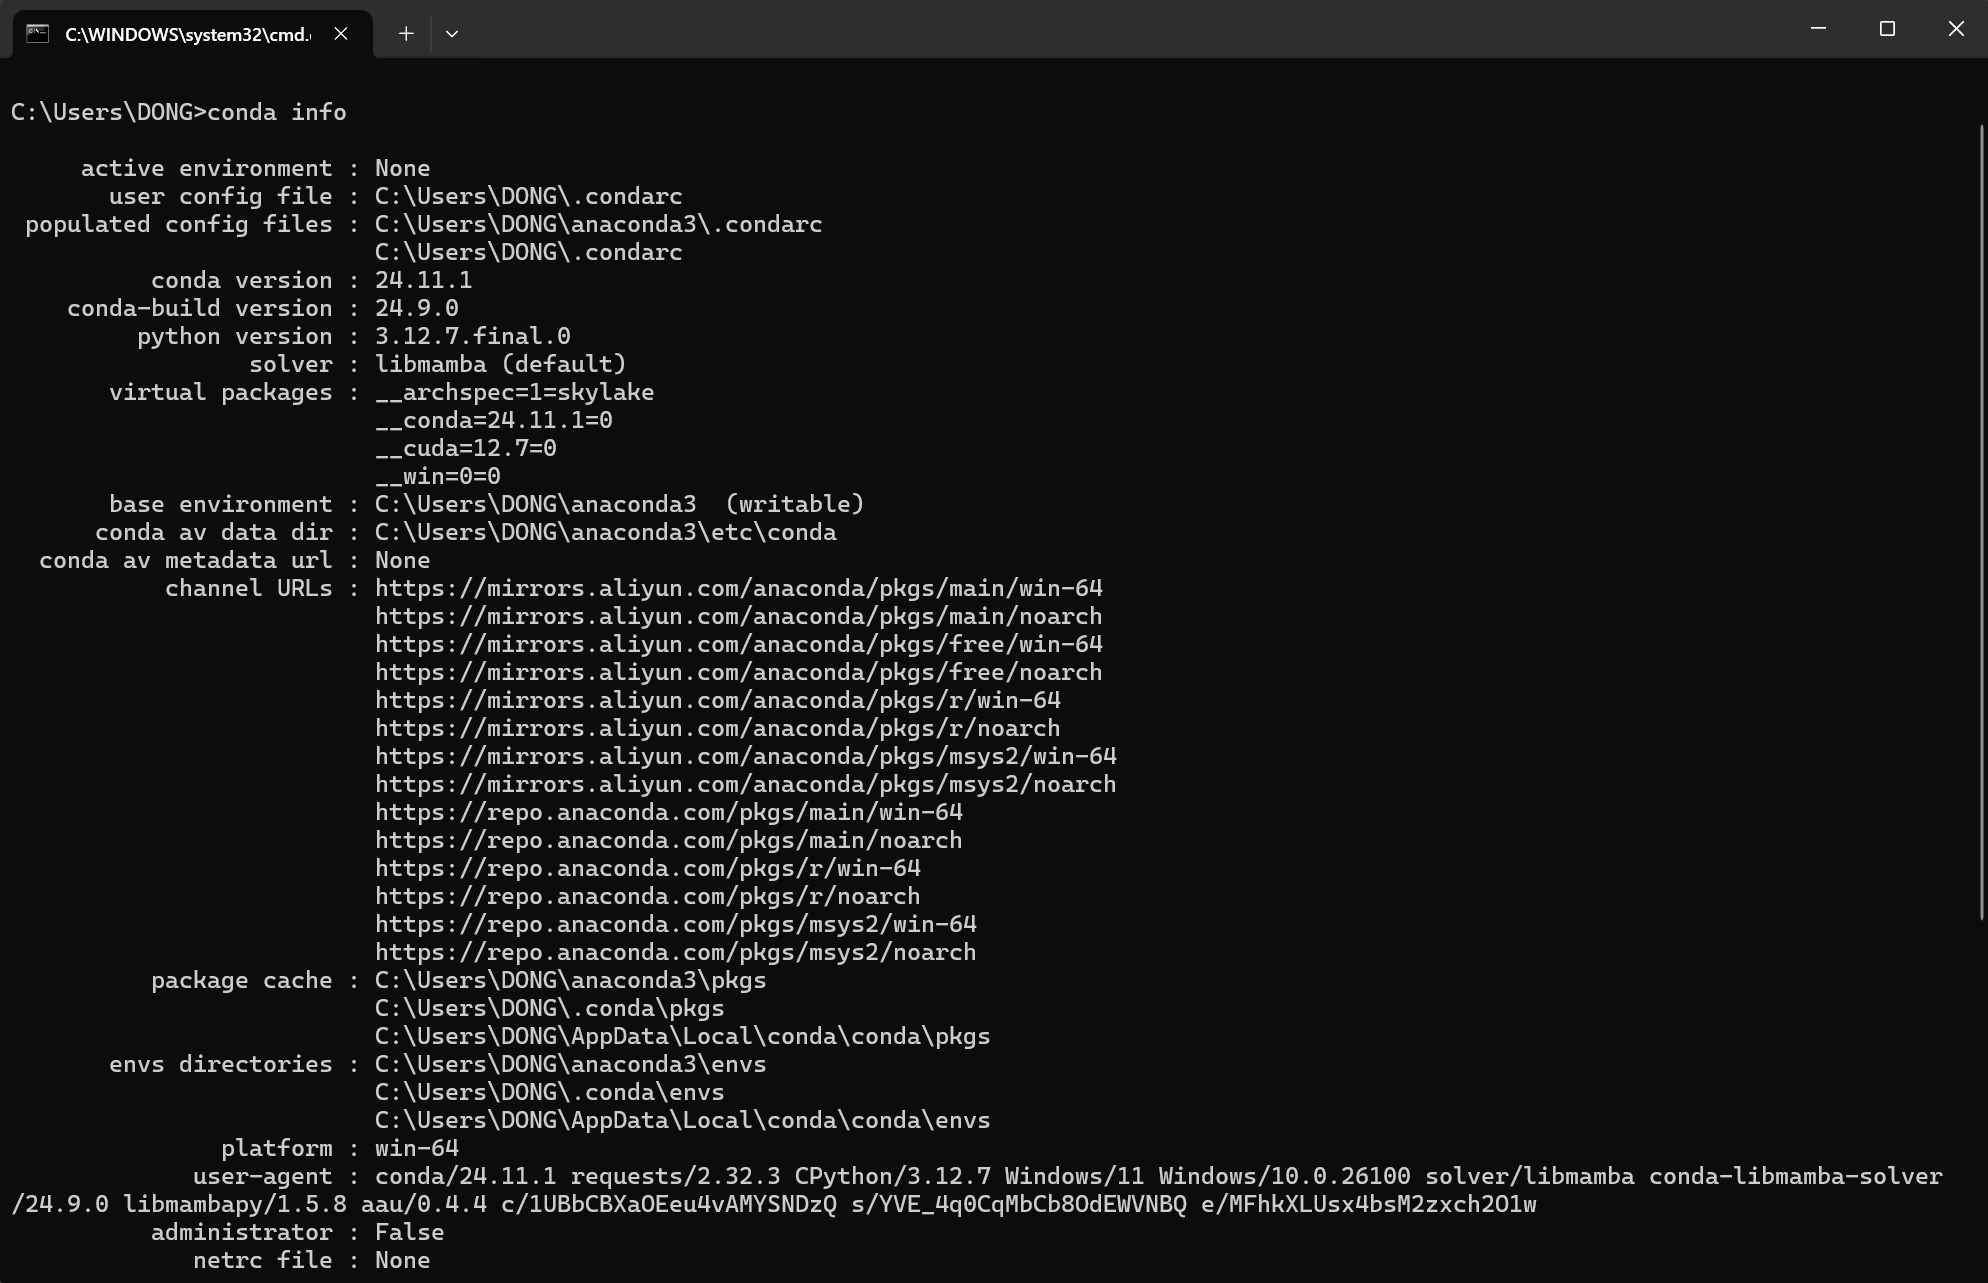 C:\WINDOWS\system32\cmd.
C:\Users\DONG>conda info
active environment : None
user config file : C:\Users\DONG\.condarc
populated config files : C:\Users\DONG\anaconda3\.condarc
C:\Users\DONG\.condarc
conda version : 24.11.1
conda-build version : 24.9.0
python version : 3.12.7.final.0
solver : libmamba (default)
virtual packages : __archspec=1=skylake
__conda=24.11.1=0
__cuda=12.7=0
__win=0=0
base environment : C:\Users\DONG\anaconda3  (writable)
conda av data dir : C:\Users\DONG\anaconda3\etc\conda
conda av metadata url : None
channel URLs : https://mirrors.aliyun.com/anaconda/pkgs/main/win-64
https://mirrors.aliyun.com/anaconda/pkgs/main/noarch
https://mirrors.aliyun.com/anaconda/pkgs/free/win-64
https://mirrors.aliyun.com/anaconda/pkgs/free/noarch
https://mirrors.aliyun.com/anaconda/pkgs/r/win-64
https://mirrors.aliyun.com/anaconda/pkgs/r/noarch
https://mirrors.aliyun.com/anaconda/pkgs/msys2/win-64
https://mirrors.aliyun.com/anaconda/pkgs/msys2/noarch
https://repo.anaconda.com/pkgs/main/win-64
https://repo.anaconda.com/pkgs/main/noarch
https://repo.anaconda.com/pkgs/r/win-64
https://repo.anaconda.com/pkgs/r/noarch
https://repo.anaconda.com/pkgs/msys2/win-64
https://repo.anaconda.com/pkgs/msys2/noarch
package cache : C:\Users\DONG\anaconda3\pkgs
C:\Users\DONG\.conda\pkgs
C:\Users\DONG\AppData\Local\conda\conda\pkgs
envs directories : C:\Users\DONG\anaconda3\envs
C:\Users\DONG\.conda\envs
C:\Users\DONG\AppData\Local\conda\conda\envs
platform : win-64
user-agent : conda/24.11.1 requests/2.32.3 CPython/3.12.7 Windows/11 Windows/10.0.26100 solver/libmamba conda-libmamba-solver
/24.9.0 libmambapy/1.5.8 aau/0.4.4 c/1UBbCBXaOEeu4vAMYSNDzQ s/YVE_4q0CqMbCb8OdEWVNBQ e/MFhkXLUsx4bsM2zxch2O1w
administrator : False
netrc file : None